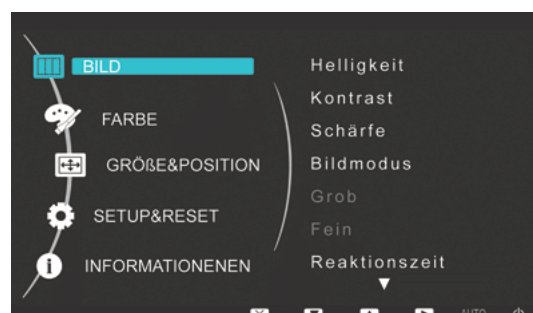 BILD
FARBE
GRÖßE&POSITION
SETUP&RESET
INFORMATIONENEN
Helligkeit
Kontrast
Schärfe
Bildmodus
Grob
Fein
Reaktionszeit
AUTO